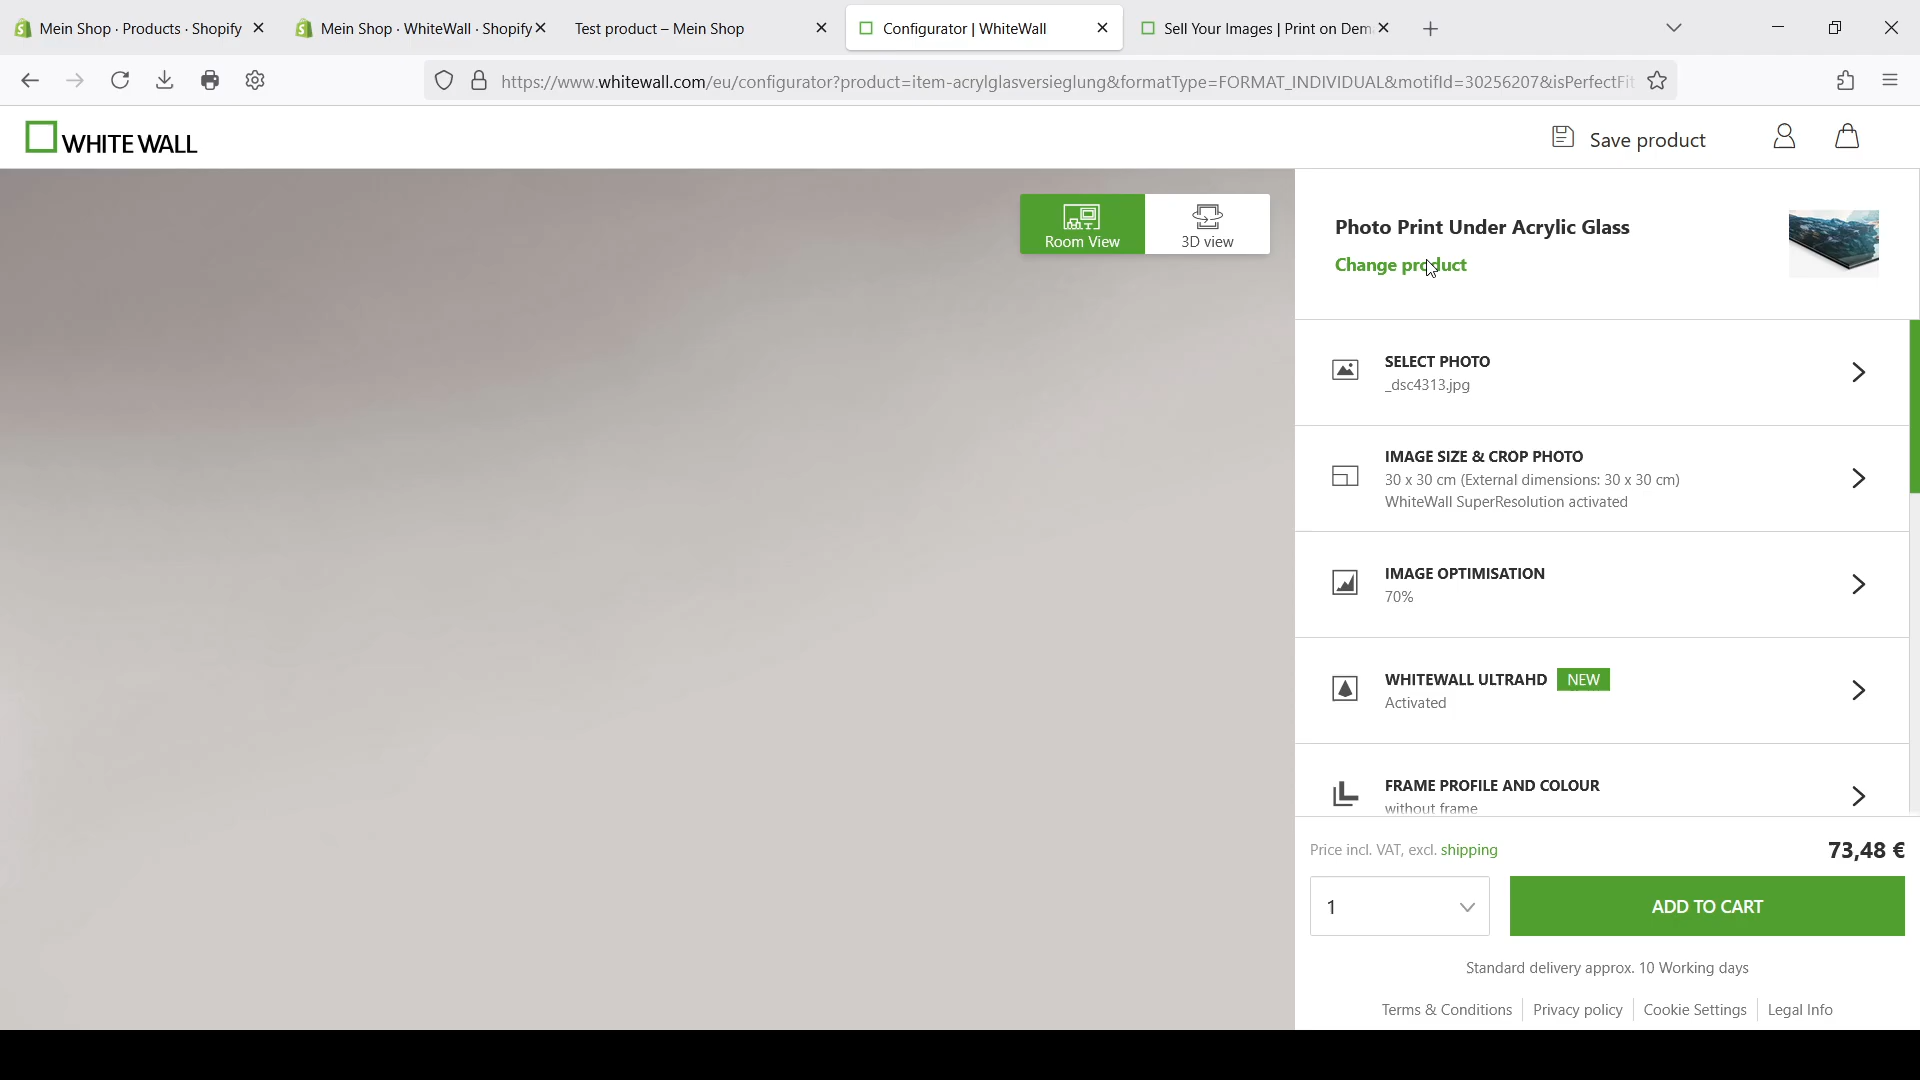 Mein Shop · Products · Shopify
Mein Shop · WhiteWall · Shopify
Test product – Mein Shop
Configurator | WhiteWall
Sell Your Images | Print on Dem
https://www.whitewall.com/eu/configurator?product=item-acrylglasversieglung&formatType=FORMAT_INDIVIDUAL&motifId=30256207&isPerfectFit
WHITE WALL
Save product
Room View
3D view
Photo Print Under Acrylic Glass
Change product
SELECT PHOTO
_dsc4313.jpg
IMAGE SIZE & CROP PHOTO
30 x 30 cm (External dimensions: 30 x 30 cm)
WhiteWall SuperResolution activated
IMAGE OPTIMISATION
70%
WHITEWALL ULTRAHD NEW
Activated
FRAME PROFILE AND COLOUR
without frame
Price incl. VAT, excl. shipping
73,48 €
1
ADD TO CART
Standard delivery approx. 10 Working days
Terms & Conditions
Privacy policy
Cookie Settings
Legal Info